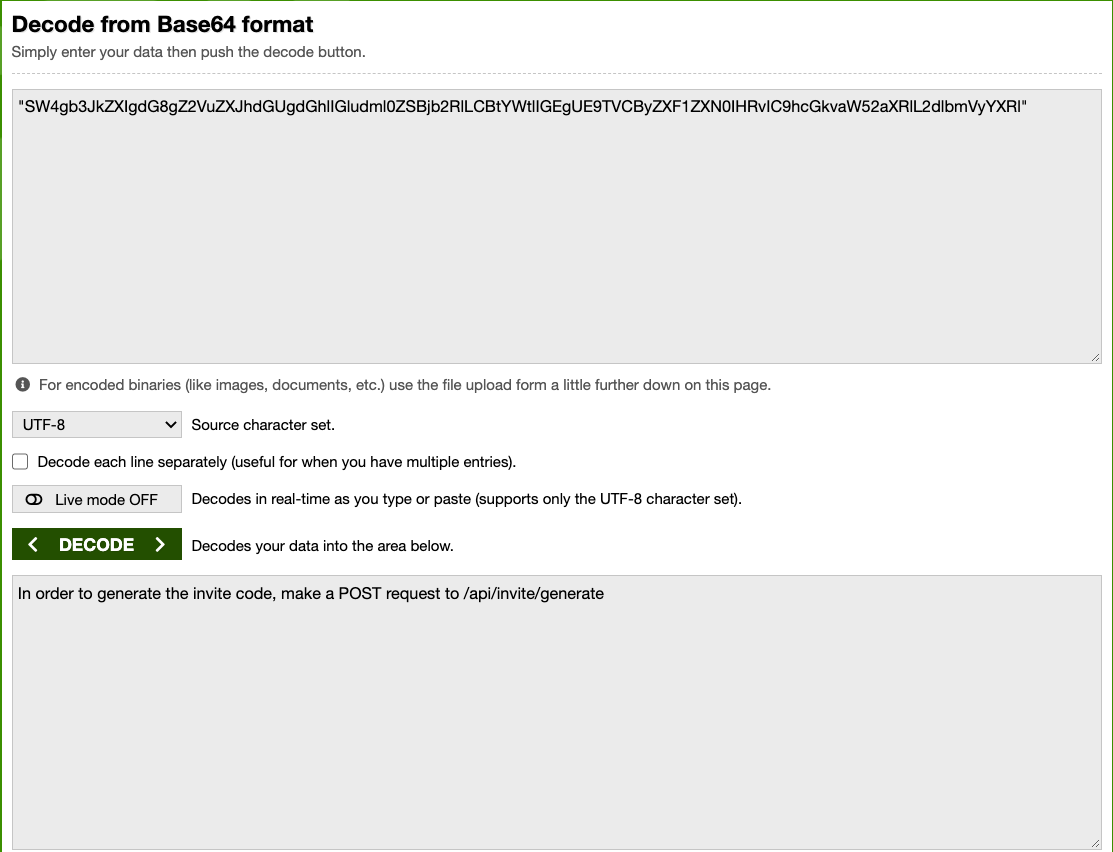 Decode from Base64 format
Simply enter your data then push the decode button.
"SW4gb3JkZXIgdG8gZ2VuZXJhdGUgdGhlIGludml0ZSBjb2RlLCBtYWtlIGEgUE9TVCByZXF1ZXN0IHRvIC9hcGkvaW52aXRlL2dlbmVyYXRl"
For encoded binaries (like images, documents, etc.) use the file upload form a little further down on this page.
UTF-8 Source character set.
Decode each line separately (useful for when you have multiple entries).
Live mode OFF Decodes in real-time as you type or paste (supports only the UTF-8 character set).
< DECODE > Decodes your data into the area below.
In order to generate the invite code, make a POST request to /api/invite/generate